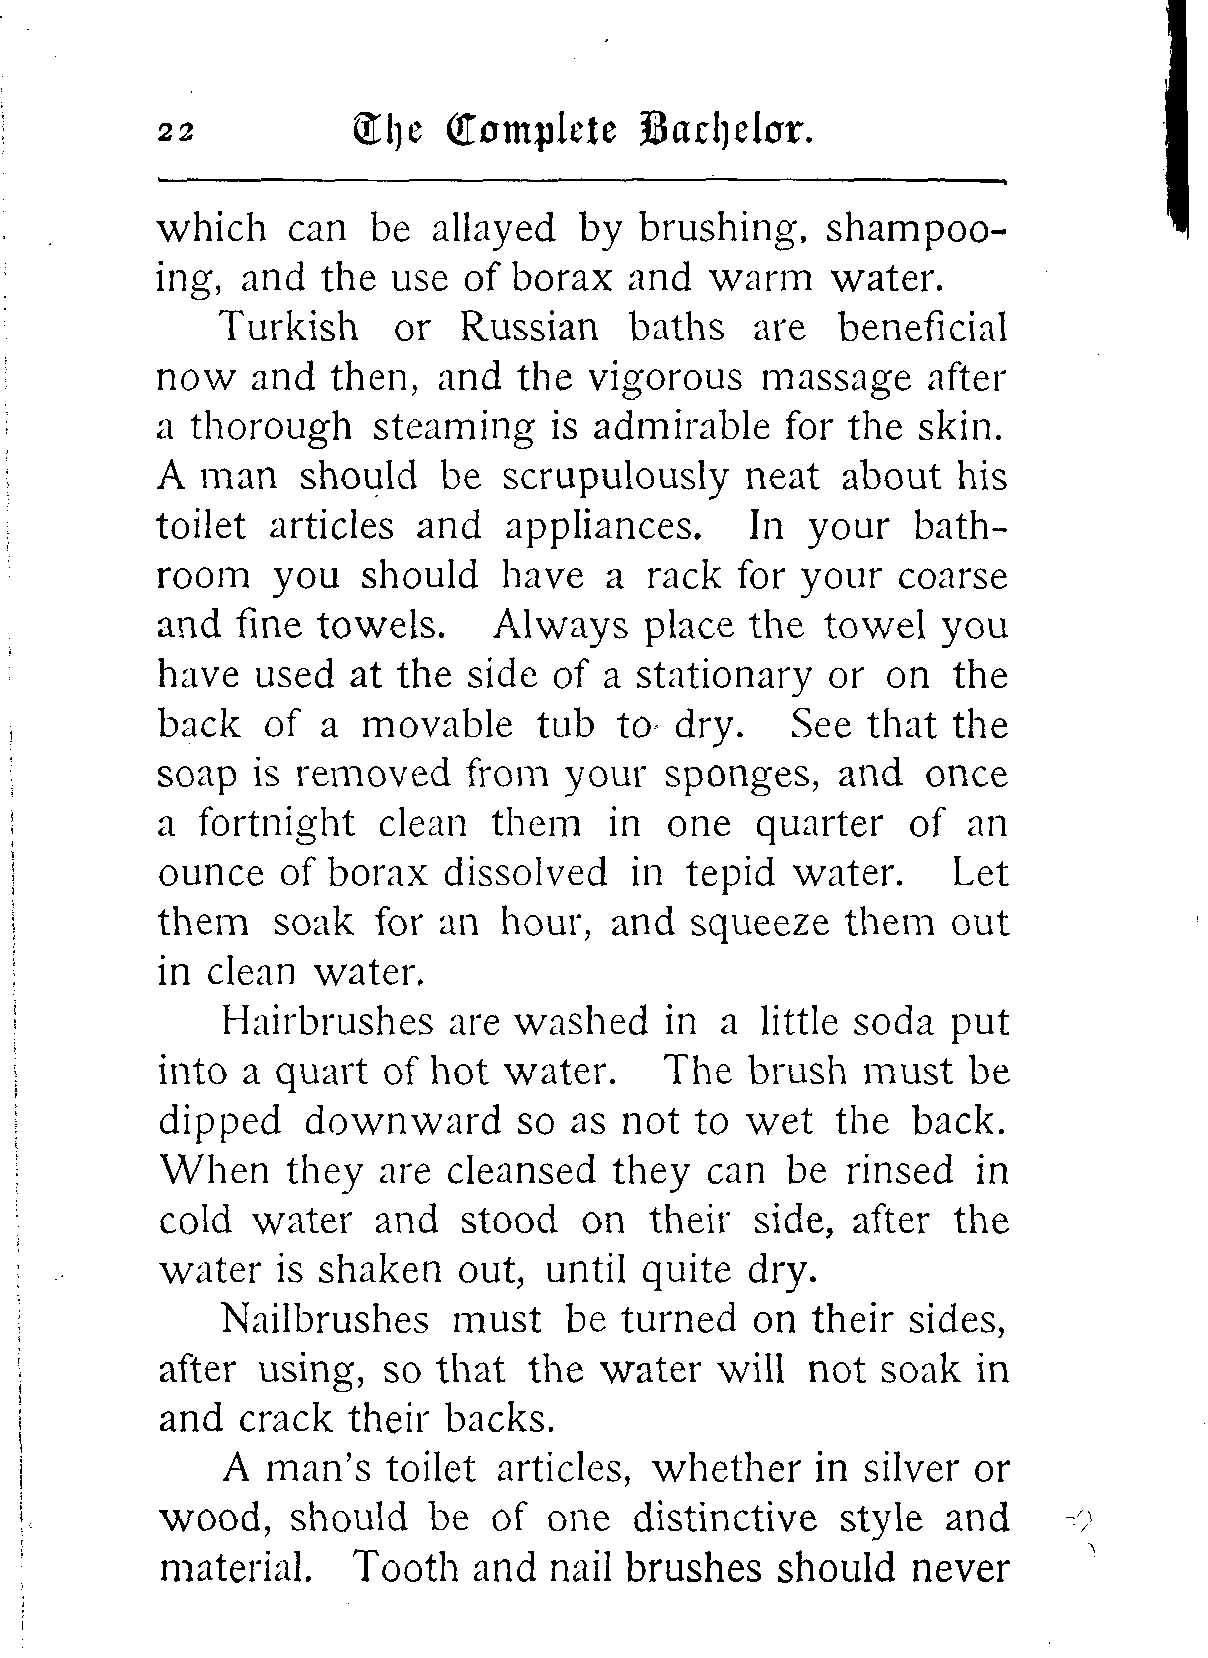 22 The Complete Bachelor.
which can be allayed by brushing, shampoo-
ing, and the use of borax and warm water.
Turkish or Russian baths are beneficial
now and then, and the vigorous massage after
a thorough steaming is admirable for the skin.
A man should be scrupulously neat about his
toilet articles and appliances. In your bath-
room you should have a rack for your coarse
and fine towels. Always place the towel you
have used at the side of a stationary or on the
back of a movable tub to dry. See that the
soap is removed from your sponges, and once
a fortnight clean them in one quarter of an
ounce of borax dissolved in tepid water. Let
them soak for an hour, and squeeze them out
in clean water.
Hairbrushes are washed in a little soda put
into a quart of hot water. The brush must be
dipped downward so as not to wet the back.
When they are cleansed they can be rinsed in
cold water and stood on their side, after the
water is shaken out, until quite dry.
Nailbrushes must be turned on their sides,
after using, so that the water will not soak in
and crack their backs.
A man's toilet articles, whether in silver or
wood, should be of one distinctive style and
material. Tooth and nail brushes should never